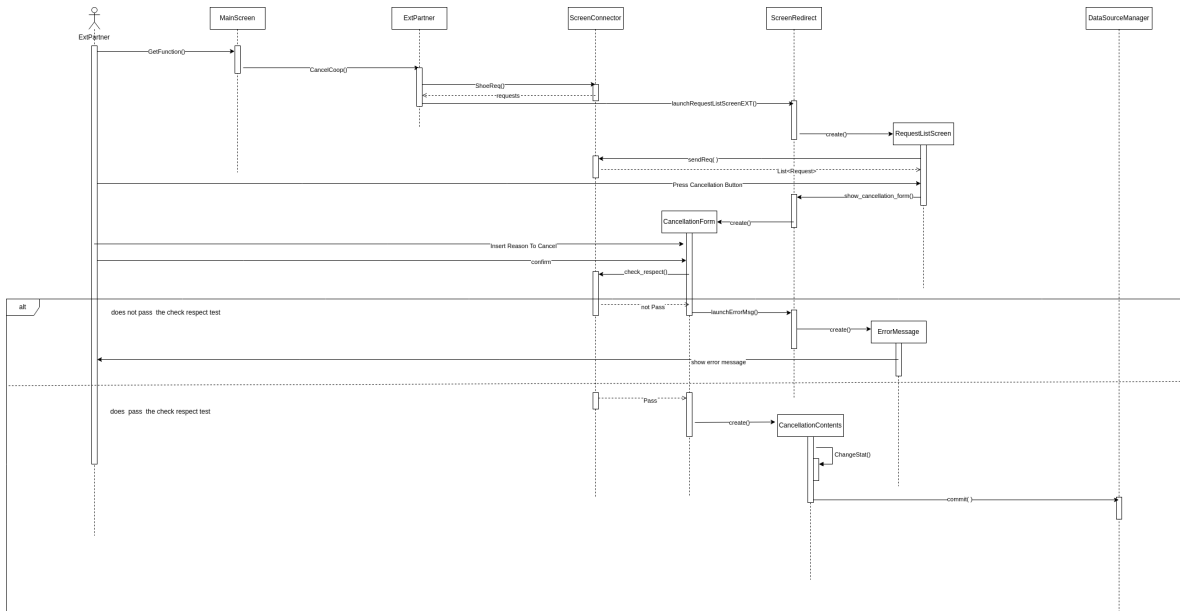 MainScreen
ExtPartner
ScreenConnector
ScreenRedirect
DataSourceManager
ExtPartner
GetFunction()
CancelCoop()
ShoeReq()
requests
launchRequestListScreenEXT()
create()
RequestListScreen
sendReq( )
List<Request>
Press Cancellation Button
show_cancellation_form()
CancellationForm
create()
Insert Reason To Cancel
confirm
check_respect()
alt
not Pass
does not pass the check respect test
launchErrorMsg()
create()
ErrorMessage
show error message
Pass
does pass the check respect test
create()
CancellationContents
ChangeStat()
commit( )